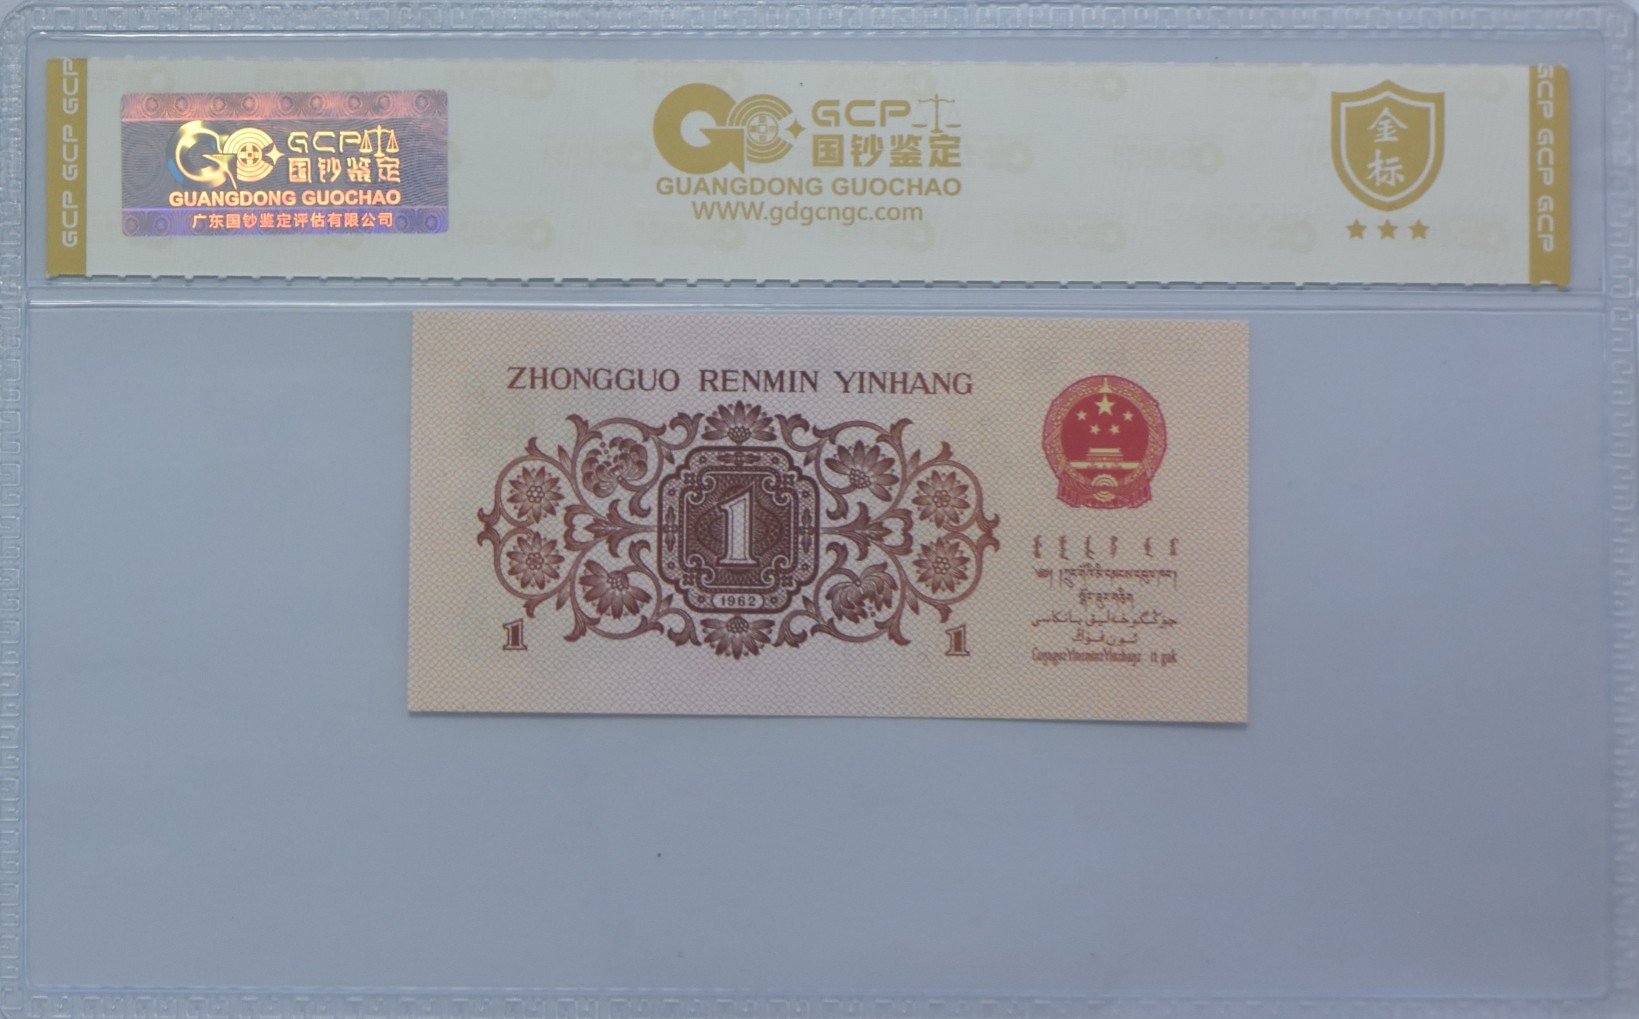 GCP GCP GCP
GCP
国钞鉴定
GUANGDONG GUOCHAO
广东国钞鉴定评估有限公司
GCP
国钞鉴定
GUANGDONG GUOCHAO
WWW.gdgcngc.com
金
标
GCP GCP GCP
ZHONGGUO RENMIN YINHANG
1
1962
1
1